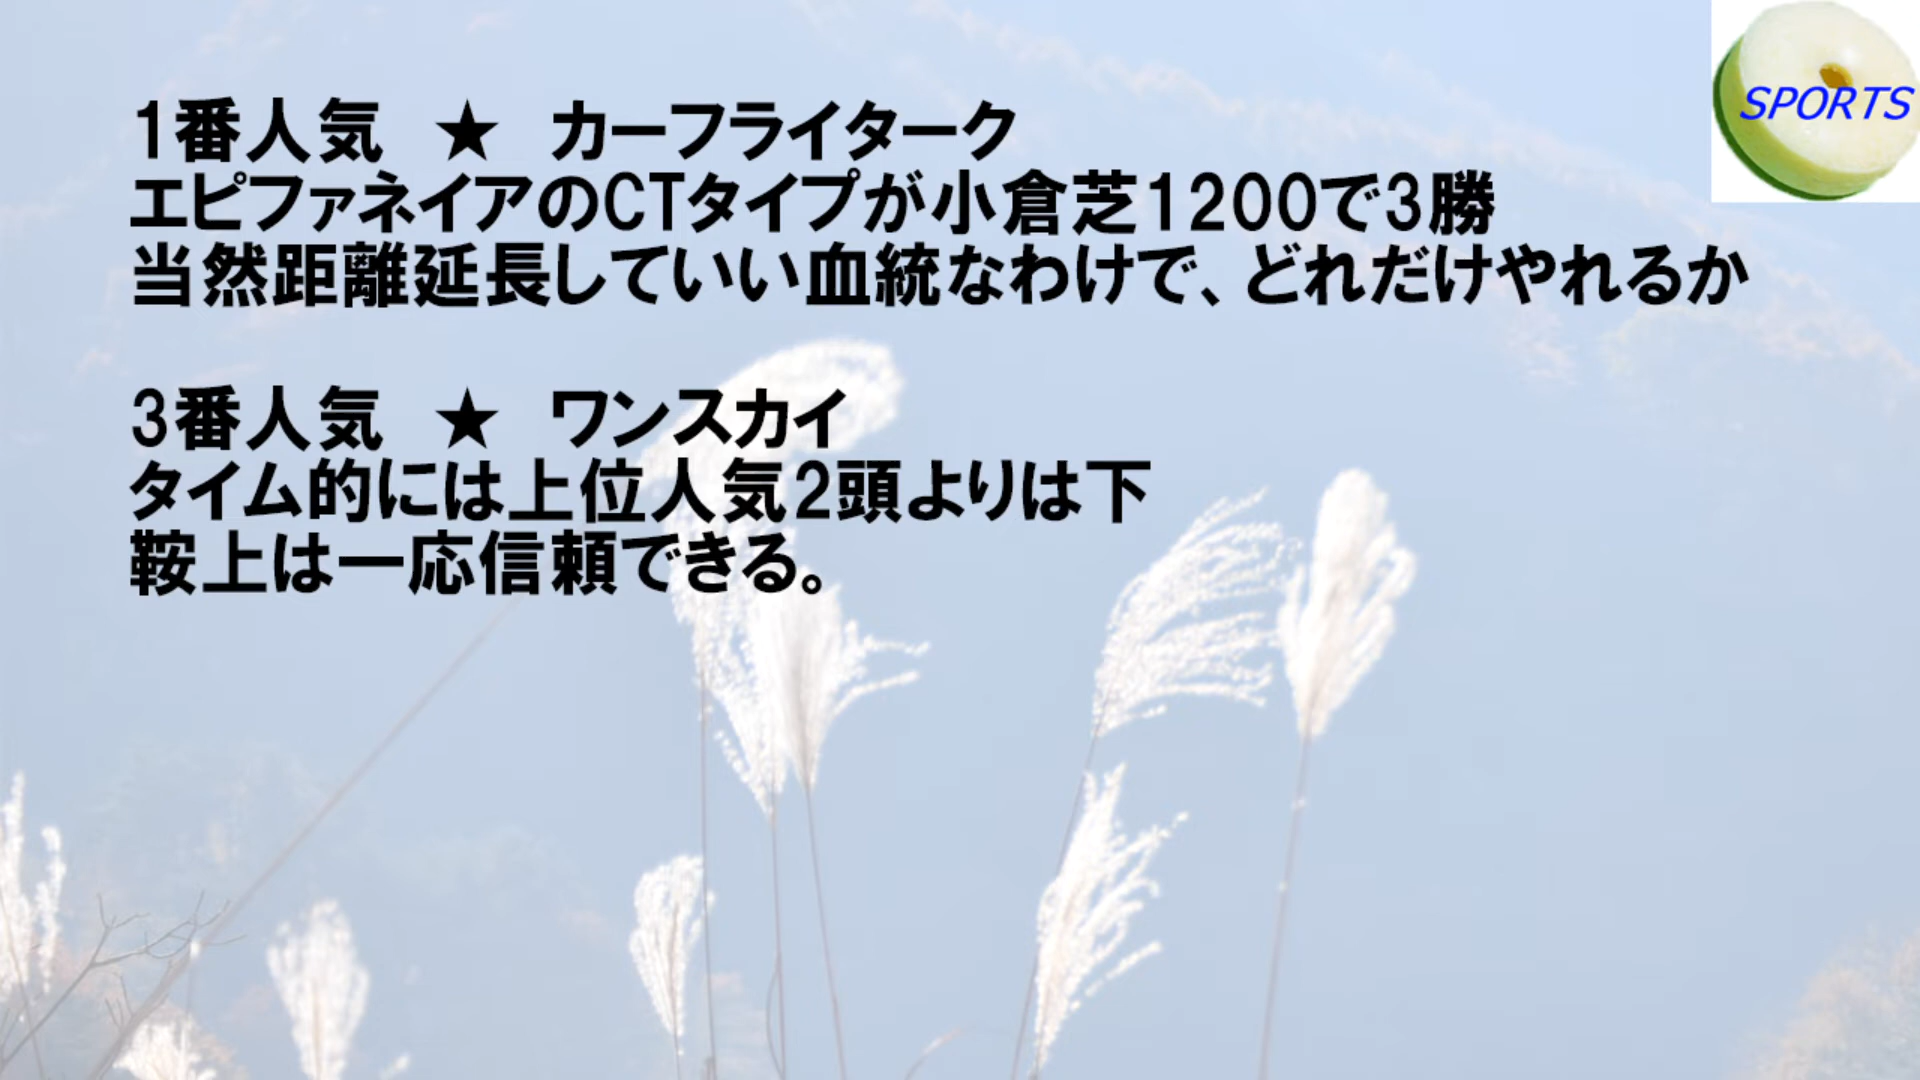 1番人気　★　カーフライターク
エピファネイアのCTタイプが小倉芝1200で3勝
当然距離延長していい血統なわけで、どれだけやれるか
3番人気　★　ワンスカイ
タイム的には上位人気2頭よりは下
鞍上は一応信頼できる。
SPORTS